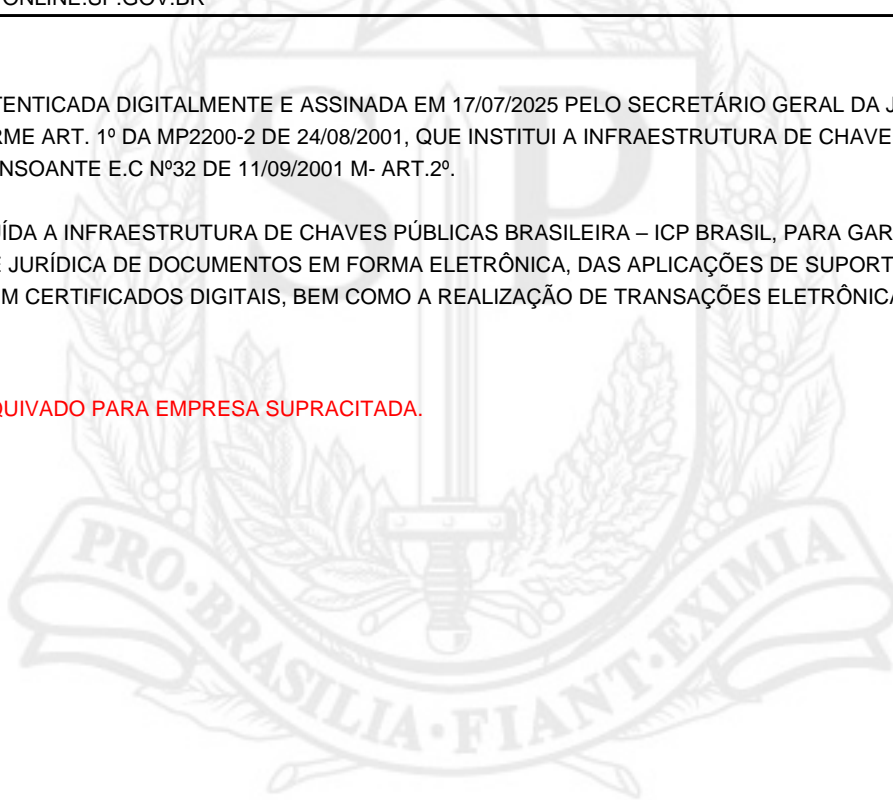 ONLINE.SP.GOV.BR
TENTICADA DIGITALMENTE E ASSINADA EM 17/07/2025 PELO SECRETÁRIO GERAL DA J
RME ART. 1º DA MP2200-2 DE 24/08/2001, QUE INSTITUI A INFRAESTRUTURA DE CHAVE
NSOANTE E.C Nº32 DE 11/09/2001 M- ART.2º.
ÍDA A INFRAESTRUTURA DE CHAVES PÚBLICAS BRASILEIRA – ICP BRASIL, PARA GAR
E JURÍDICA DE DOCUMENTOS EM FORMA ELETRÔNICA, DAS APLICAÇÕES DE SUPORT
M CERTIFICADOS DIGITAIS, BEM COMO A REALIZAÇÃO DE TRANSAÇÕES ELETRÔNICA
QUIVADO PARA EMPRESA SUPRACITADA.
SP
PRO·BRASILIA·FIANT·EXIMIA